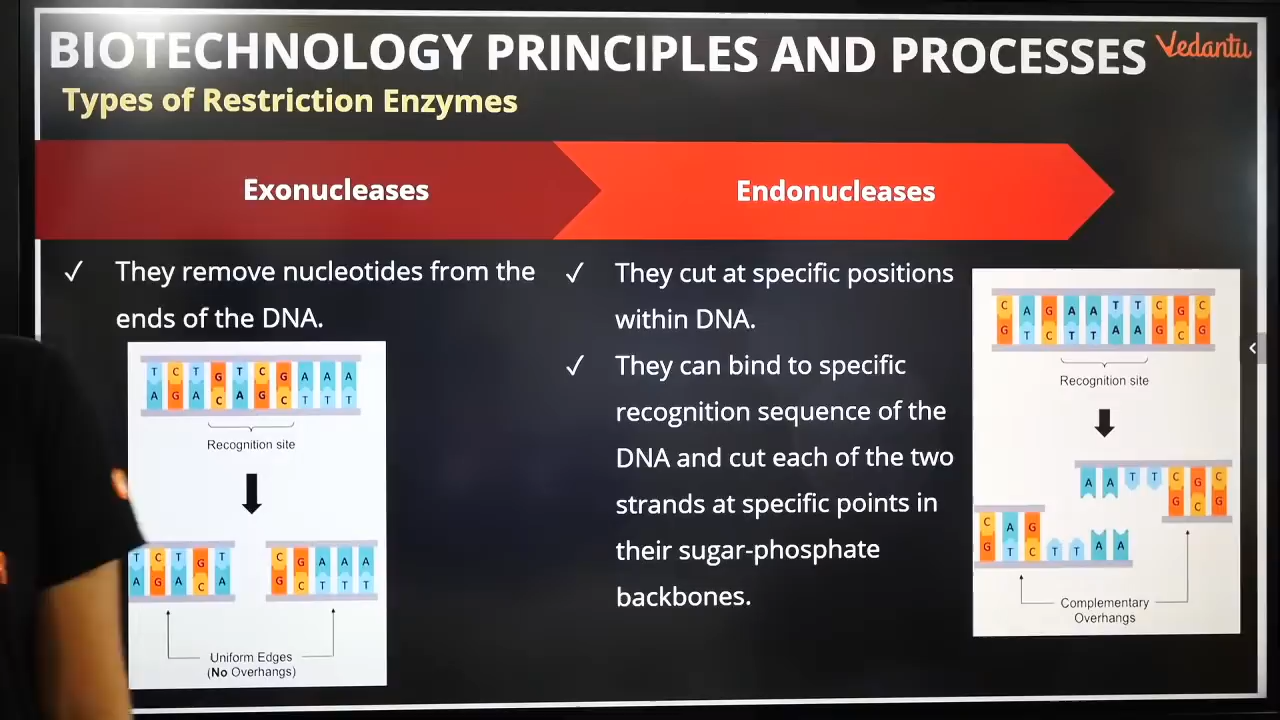 BIOTECHNOLOGY PRINCIPLES AND PROCESSES
Vedantu
Types of Restriction Enzymes
Exonucleases
Endonucleases
✓ They remove nucleotides from the
ends of the DNA.
T C T G T C G A A A
A G A C A G C T T T
Recognition site
T C T G T
A G A C A
C G A A A
G C T T T
Uniform Edges
(No Overhangs)
✓ They cut at specific positions
within DNA.
✓ They can bind to specific
recognition sequence of the
DNA and cut each of the two
strands at specific points in
their sugar-phosphate
backbones.
C A G A A T T C G C
G T C T T A A G C G
Recognition site
A A T T C G C
G C G
C A G
G T C T T A A
Complementary
Overhangs